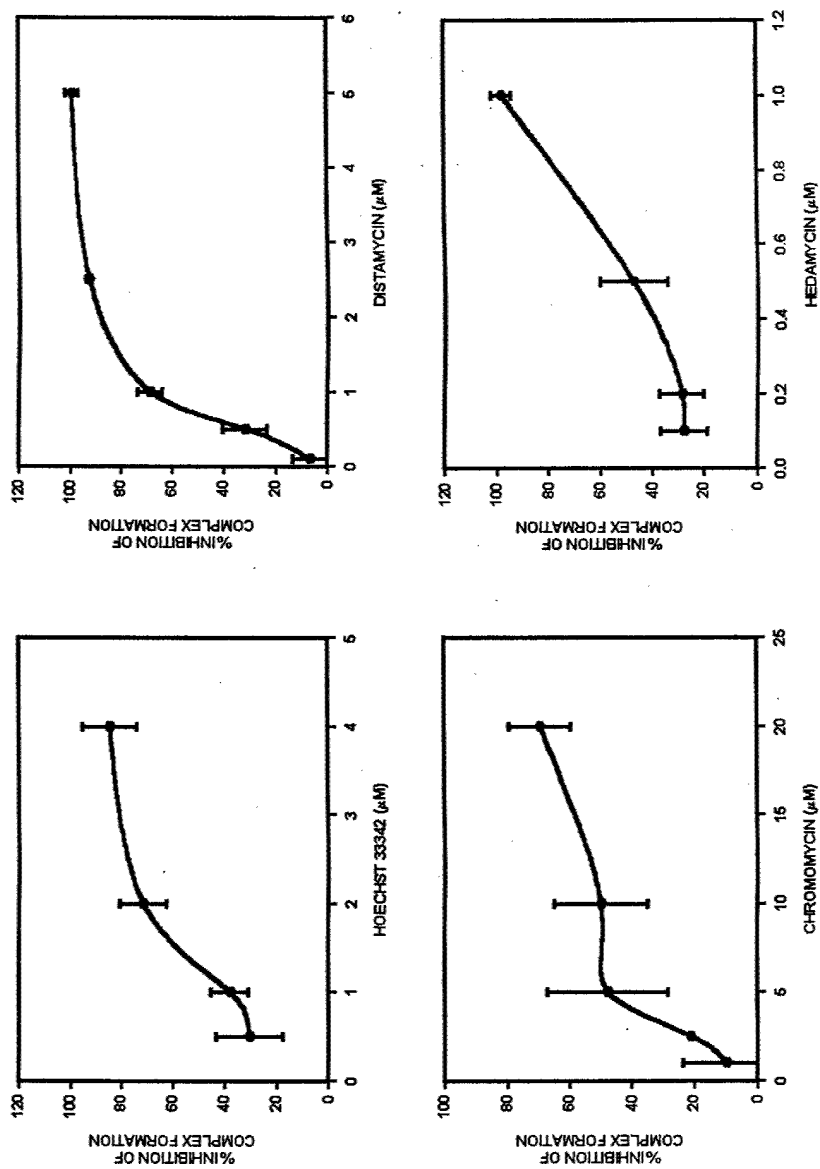 %INHIBITION OF
COMPLEX FORMATION
120
100
80
60
40
20
0
0 1 2 3 4 5
HOECHST 33342 (µM)
%INHIBITION OF
COMPLEX FORMATION
120
100
80
60
40
20
0
0 1 2 3 4 5 6
DISTAMYCIN (µM)
%INHIBITION OF
COMPLEX FORMATION
100
80
60
40
20
0
0 5 10 15 20 25
CHROMOMYCIN (µM)
%INHIBITION OF
COMPLEX FORMATION
120
100
80
60
40
20
0
0.0 0.2 0.4 0.6 0.8 1.0 1.2
HEDAMYCIN (µM)